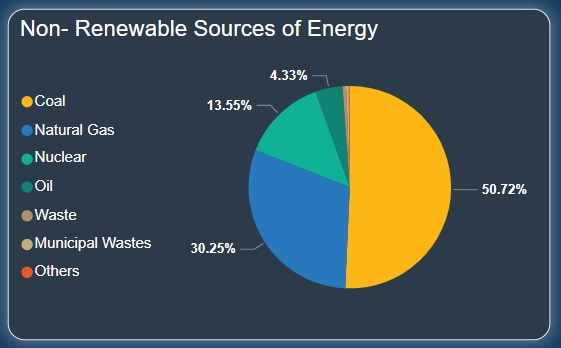 Non- Renewable Sources of Energy
4.33%
Coal
13.55%
Natural Gas
Nuclear
Oil
50.72%
Waste
Municipal Wastes
30.25%
Others